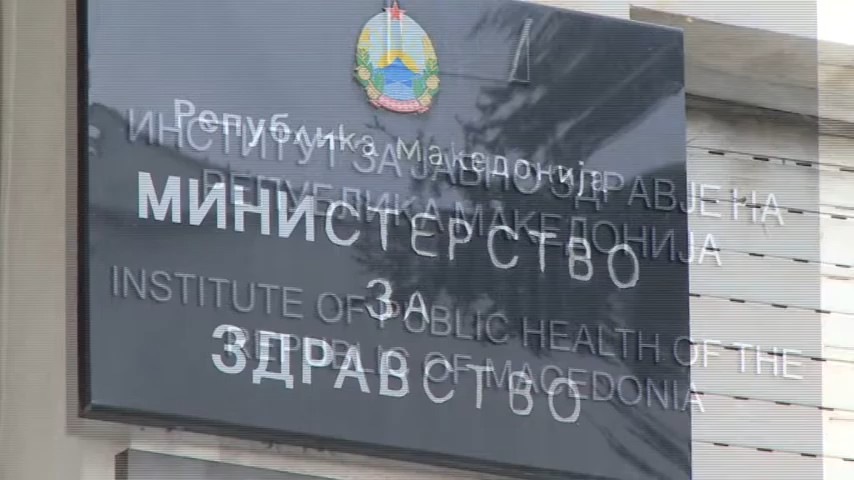 Република Македонија
МИНИСТЕРСТВО
ЗА
ЗДРАВСТВО
ИНСТИТУТ ЗА ЈАВНО ЗДРАВЈЕ НА
РЕПУБЛИКА МАКЕДОНИЈА
INSTITUTE OF PUBLIC HEALTH OF THE
REPUBLIC OF MACEDONIA